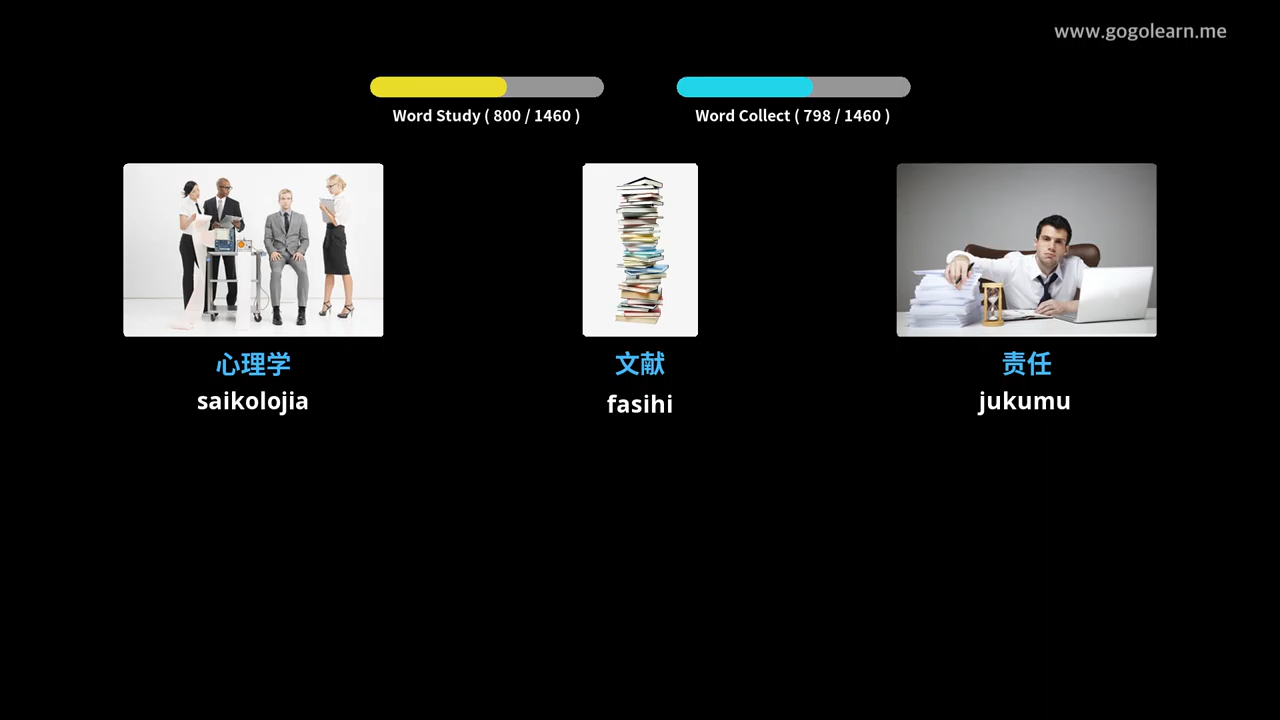 www.gogolearn.me
Word Study ( 800 / 1460 )
Word Collect ( 798 / 1460 )
心理学
saikolojia
文献
fasihi
责任
jukumu